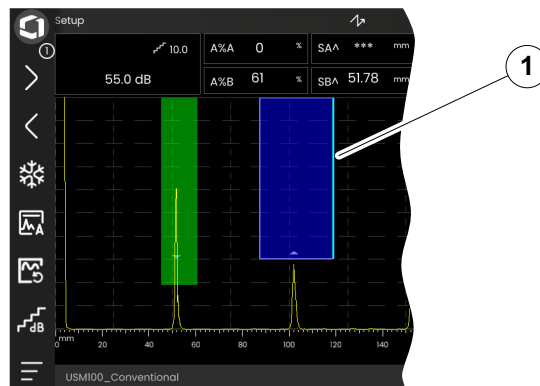 Setup
1
10.0
55.0 dB
A%A 0 %
SA^ *** mm
A%B 61 %
SB^ 51.78 mm
1
A
dB
mm 20 40 60 80 100 120 140
USM100_Conventional